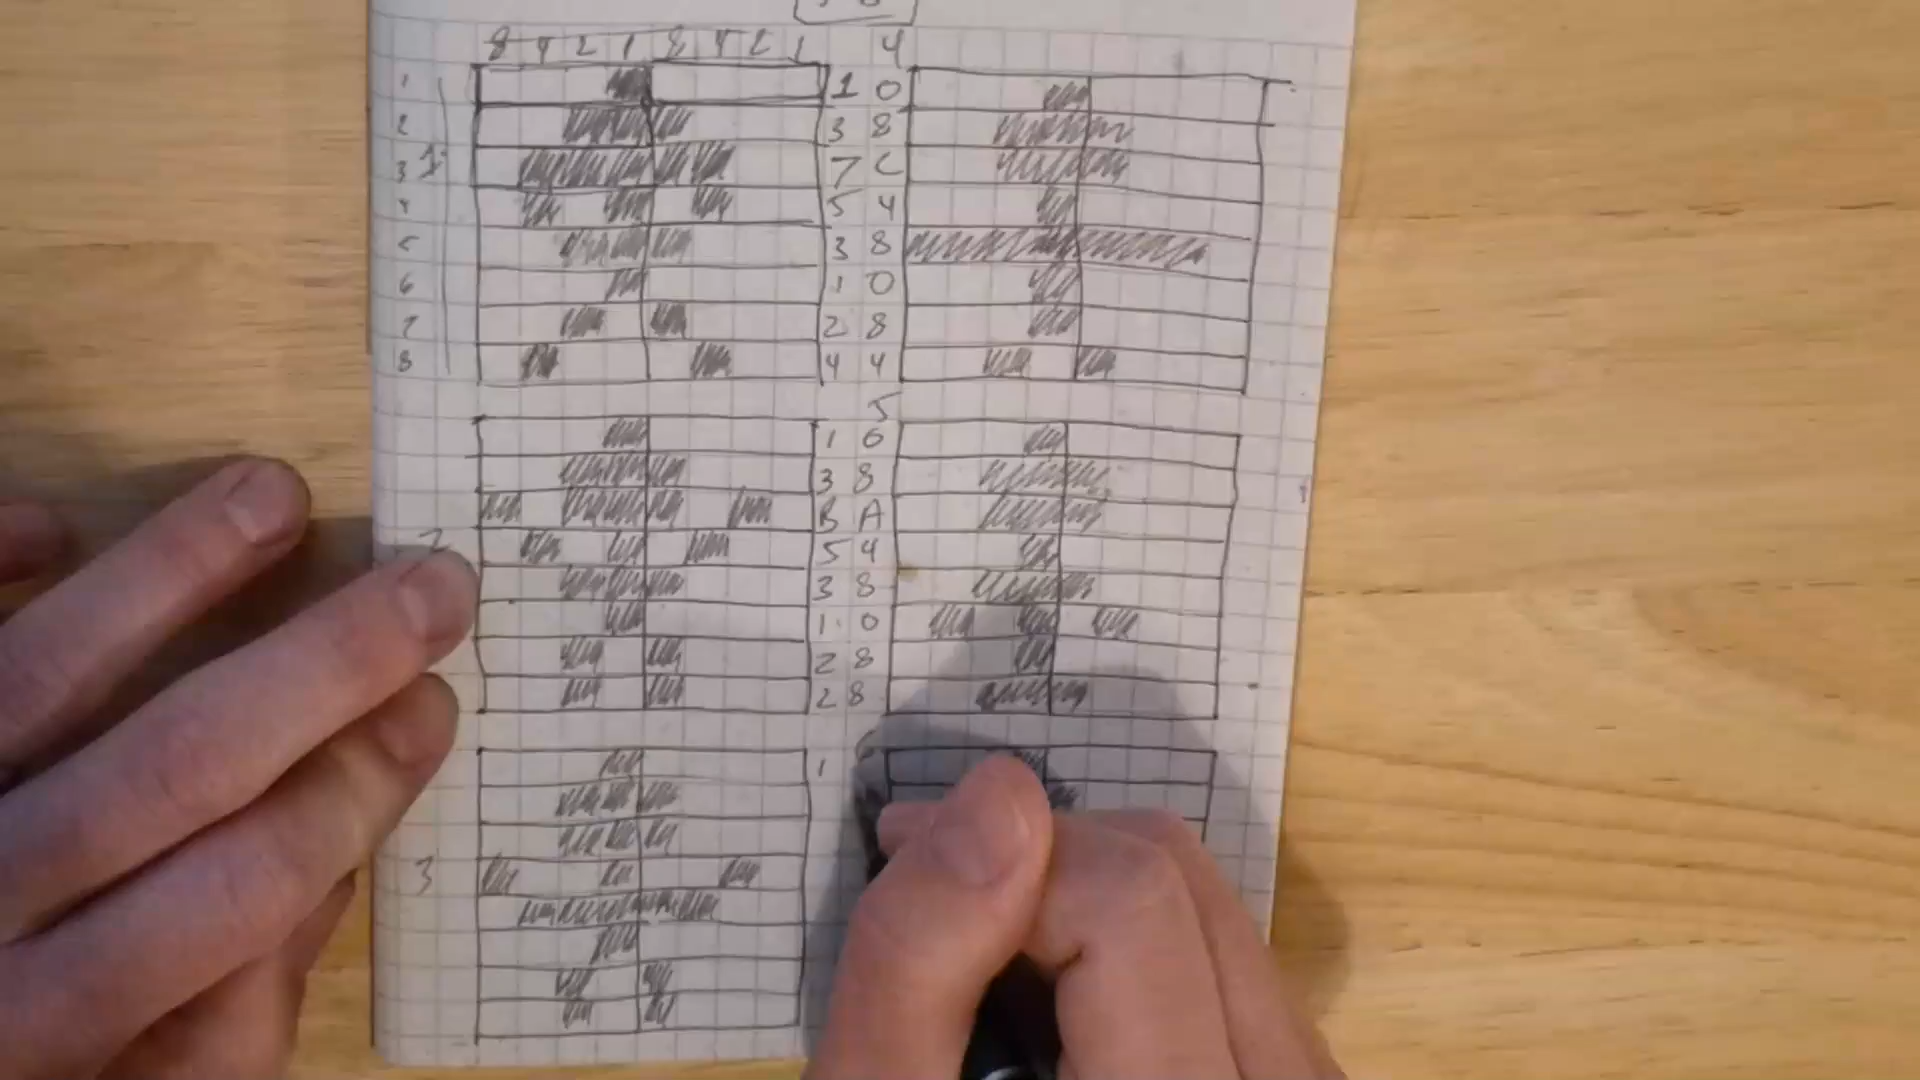 8 4 2 1 8 4 2 1 4
1 1 0
2 3 8
3 1 7 C
4 5 4
5 3 8
6 1 0
7 2 8
8 4 4
5
1 0
3 8
B A
2 5 4
3 8
1 0
2 8
2 8
1
3